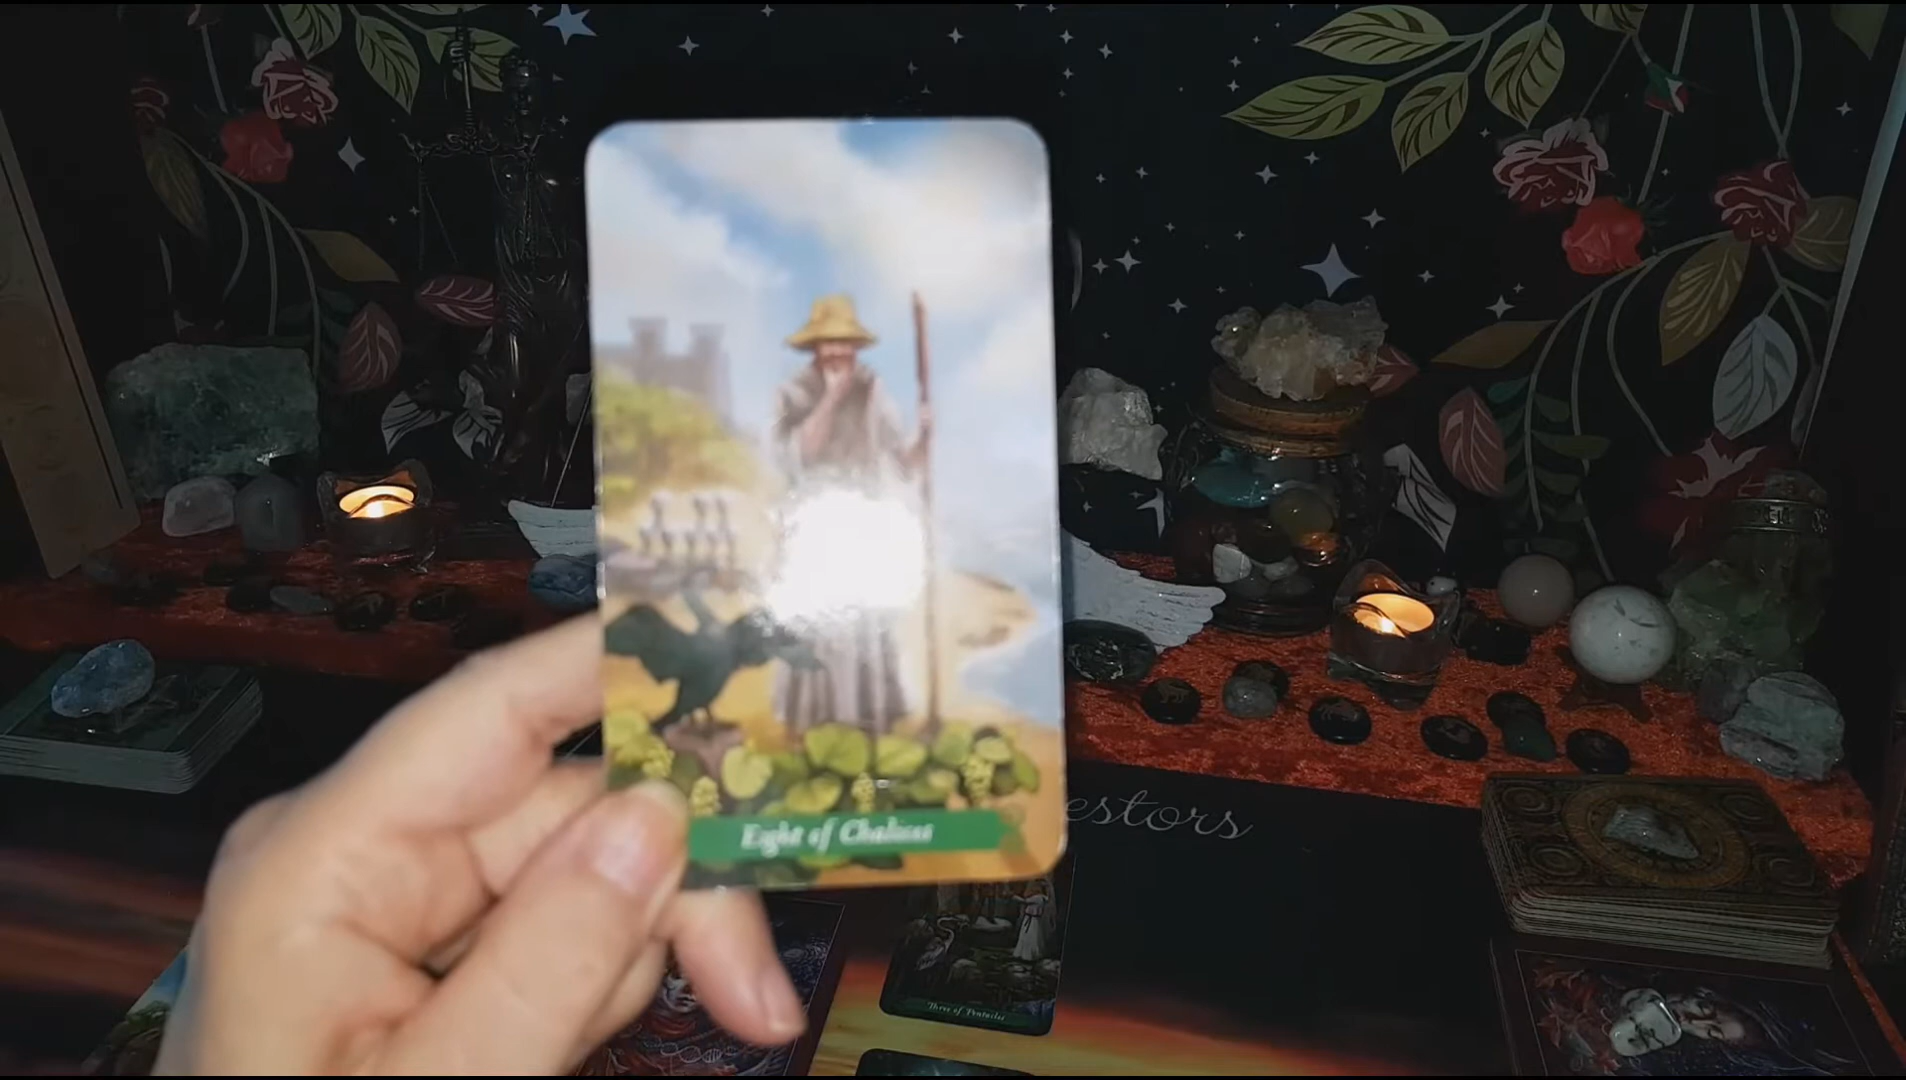 Eight of Chalices
estors
Three of Pentacles